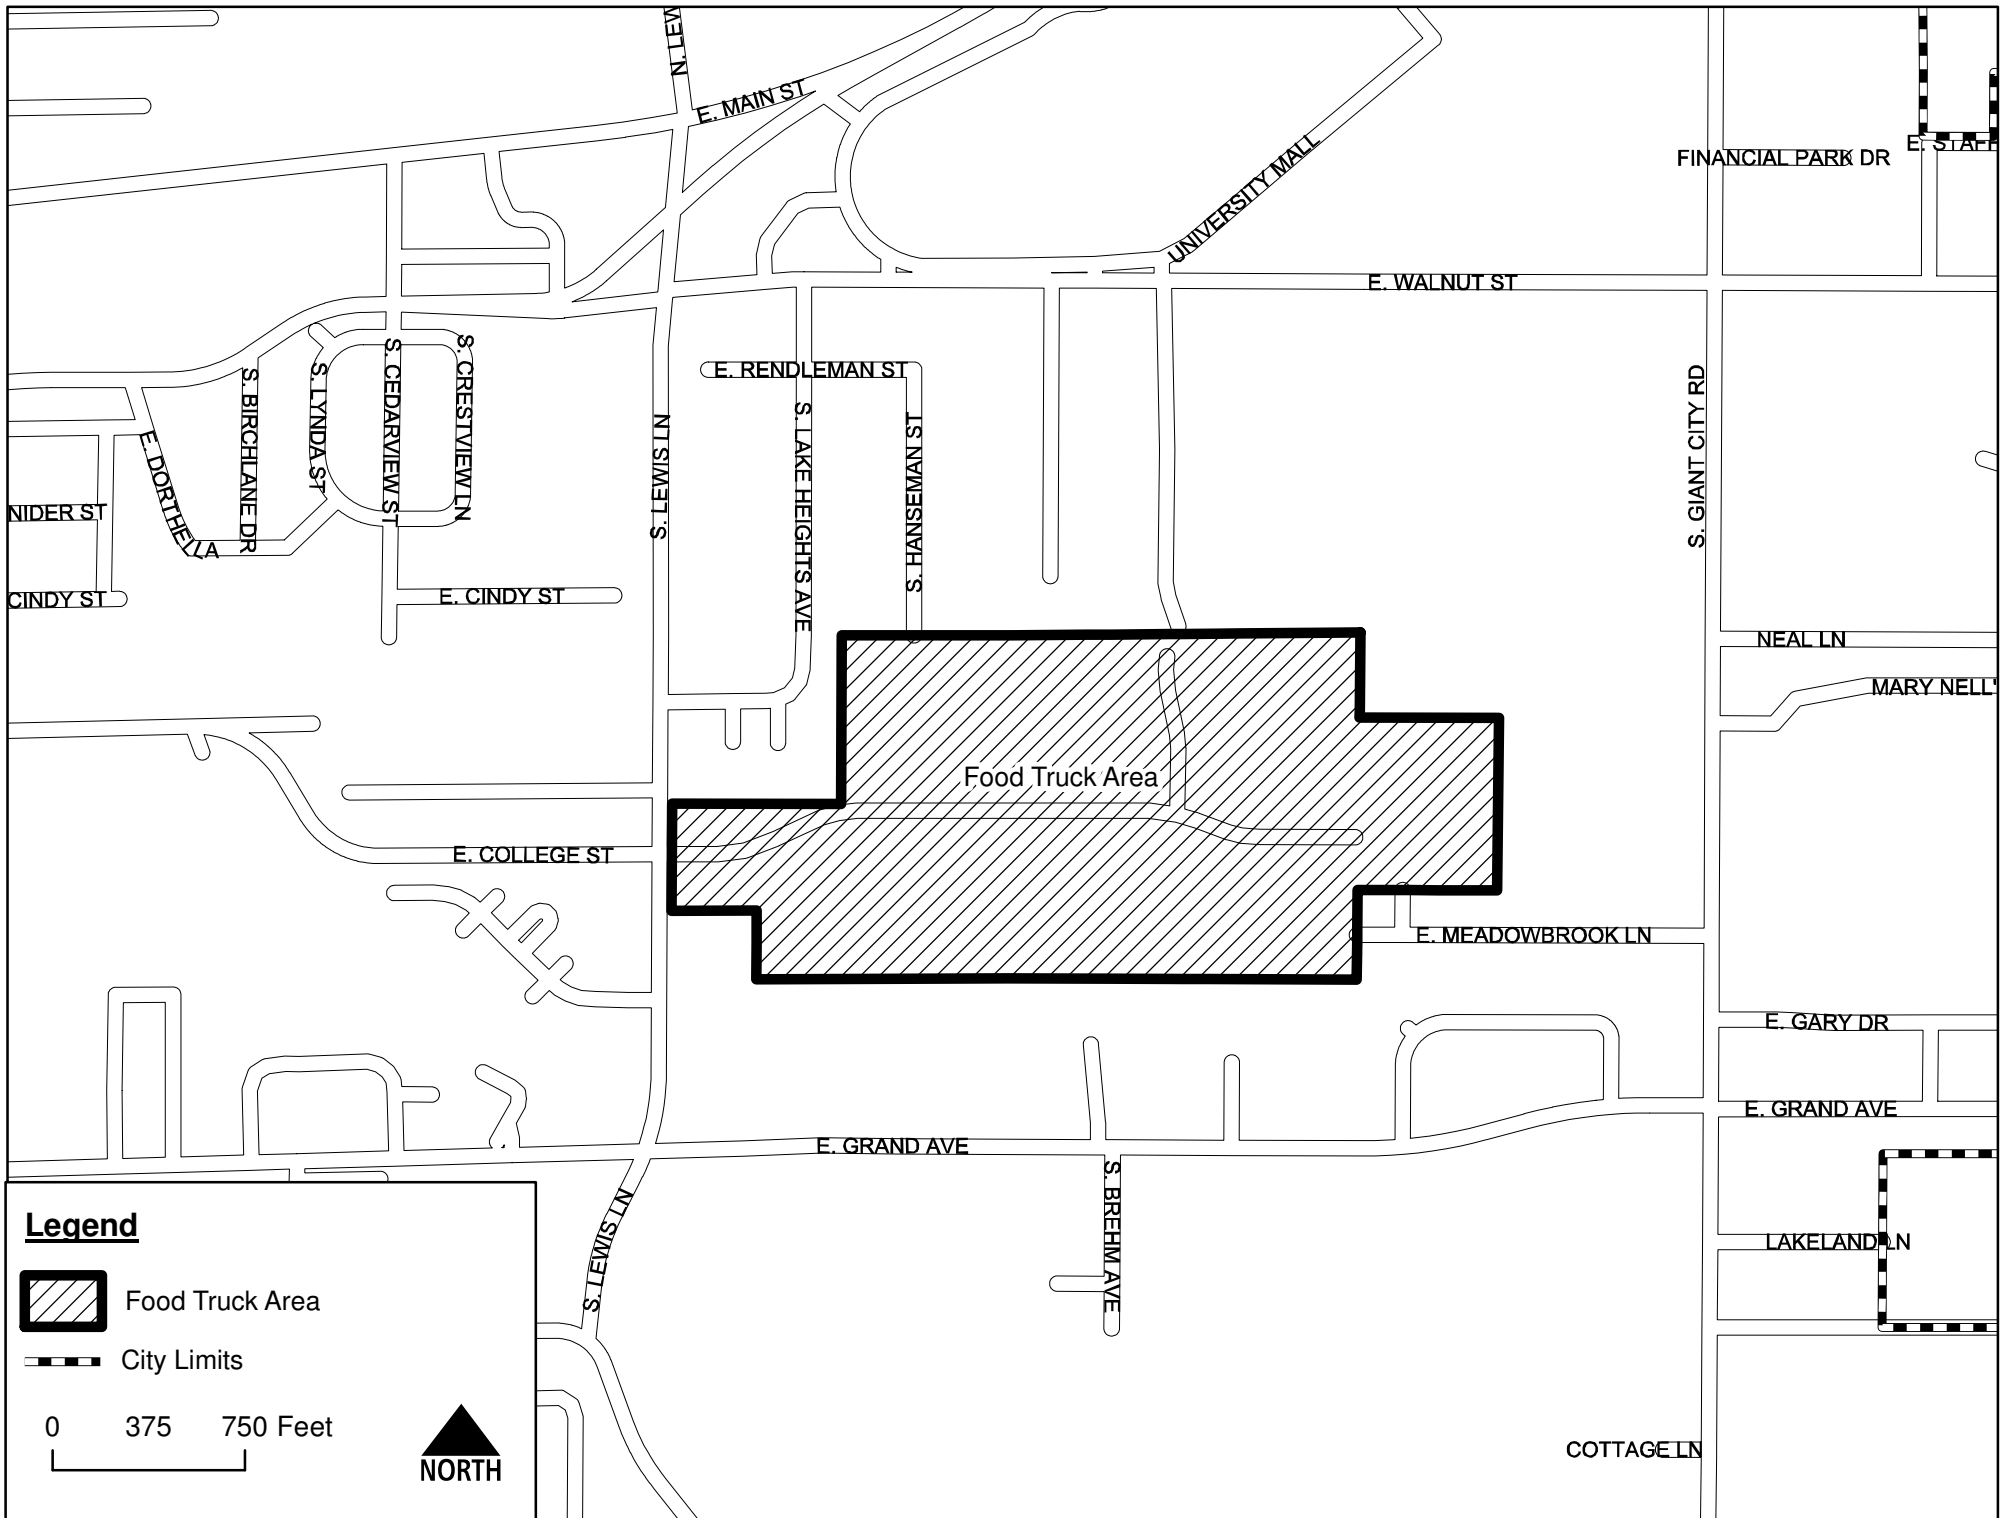 N. LEWI
E. MAIN ST
UNIVERSITY MALL
FINANCIAL PARK DR
E. STAFF
E. WALNUT ST
S. BIRCHLANE DR
S. LYNDA ST
S. CEDARVIEW ST
S. CRESTVIEW LN
E. RENDLEMAN ST
S. LEWIS LN
S. LAKE HEIGHTS AVE
S. HANSEMAN ST
S. GIANT CITY RD
E. DORTHELLA
NIDER ST
CINDY ST
E. CINDY ST
NEAL LN
MARY NELL'
Food Truck Area
E. COLLEGE ST
E. MEADOWBROOK LN
E. GARY DR
E. GRAND AVE
E. GRAND AVE
S. LEWIS LN
S. BREHM AVE
LAKELAND LN
COTTAGE LN
Legend
Food Truck Area
City Limits
0 375 750 Feet
NORTH